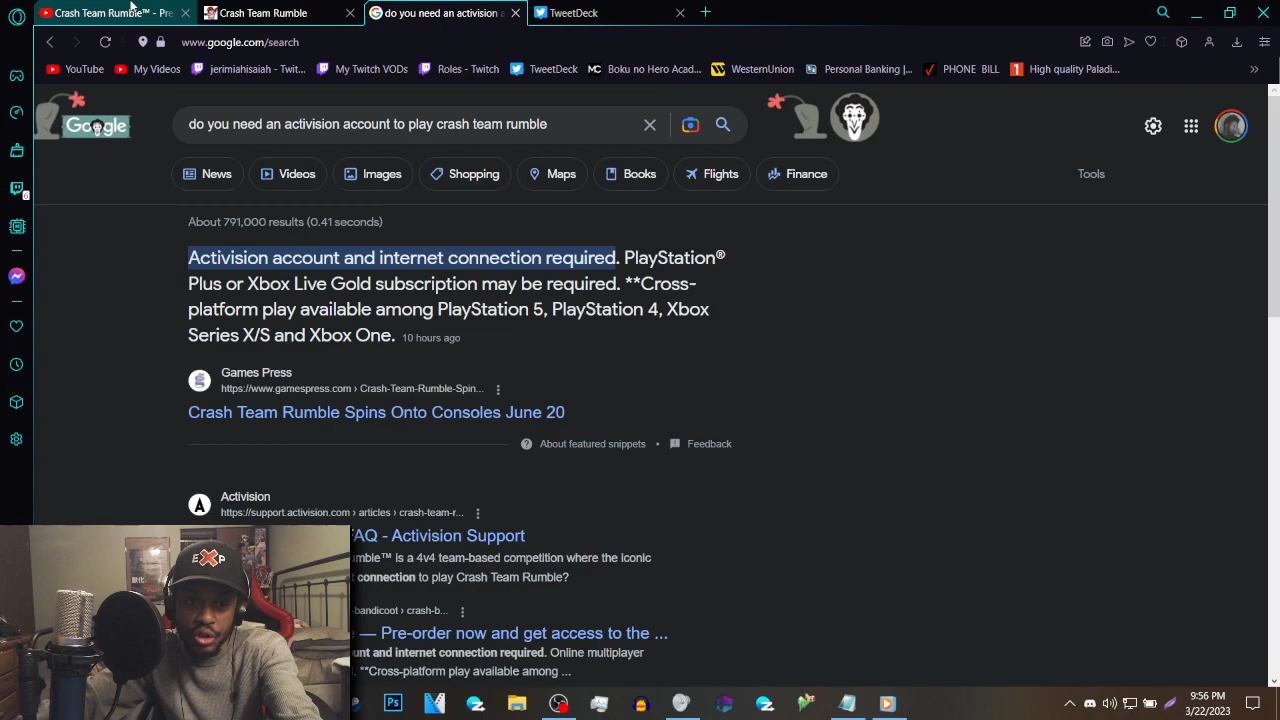 Crash Team Rumble™ - Pre
Crash Team Rumble
do you need an activision a
TweetDeck
www.google.com/search
YouTube
My Videos
jerimiahisaiah - Twit...
My Twitch VODs
Roles - Twitch
TweetDeck
MC Boku no Hero Acad...
WesternUnion
Personal Banking |...
PHONE BILL
1 High quality Paladi...
Google
do you need an activision account to play crash team rumble
News
Videos
Images
Shopping
Maps
Books
Flights
Finance
Tools
About 791,000 results (0.41 seconds)
Activision account and internet connection required. PlayStation®
Plus or Xbox Live Gold subscription may be required. **Cross-
platform play available among PlayStation 5, PlayStation 4, Xbox
Series X/S and Xbox One. 10 hours ago
Games Press
https://www.gamespress.com › Crash-Team-Rumble-Spin...
Crash Team Rumble Spins Onto Consoles June 20
About featured snippets • Feedback
Activision
https://support.activision.com › articles › crash-team-r...
FAQ - Activision Support
umble™ is a 4v4 team-based competition where the iconic
t connection to play Crash Team Rumble?
-bandicoot › crash-b...
e — Pre-order now and get access to the ...
unt and internet connection required. Online multiplayer
l. **Cross-platform play available among ...
E X P
Ps
9:56 PM
3/22/2023